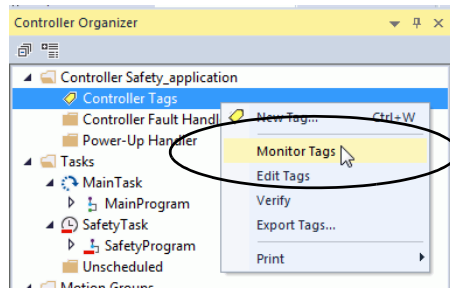 Controller Organizer
Controller Safety_application
Controller Tags
Controller Fault Handl
Power-Up Handler
Tasks
MainTask
MainProgram
SafetyTask
SafetyProgram
Unscheduled
Motion Groups
New Tag... Ctrl+W
Monitor Tags
Edit Tags
Verify
Export Tags...
Print